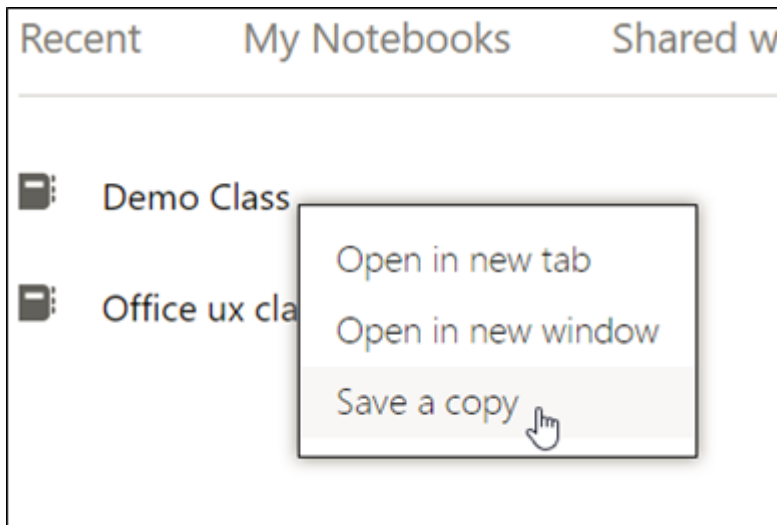 Recent My Notebooks Shared w
Demo Class
Open in new tab
Office ux cla
Open in new window
Save a copy